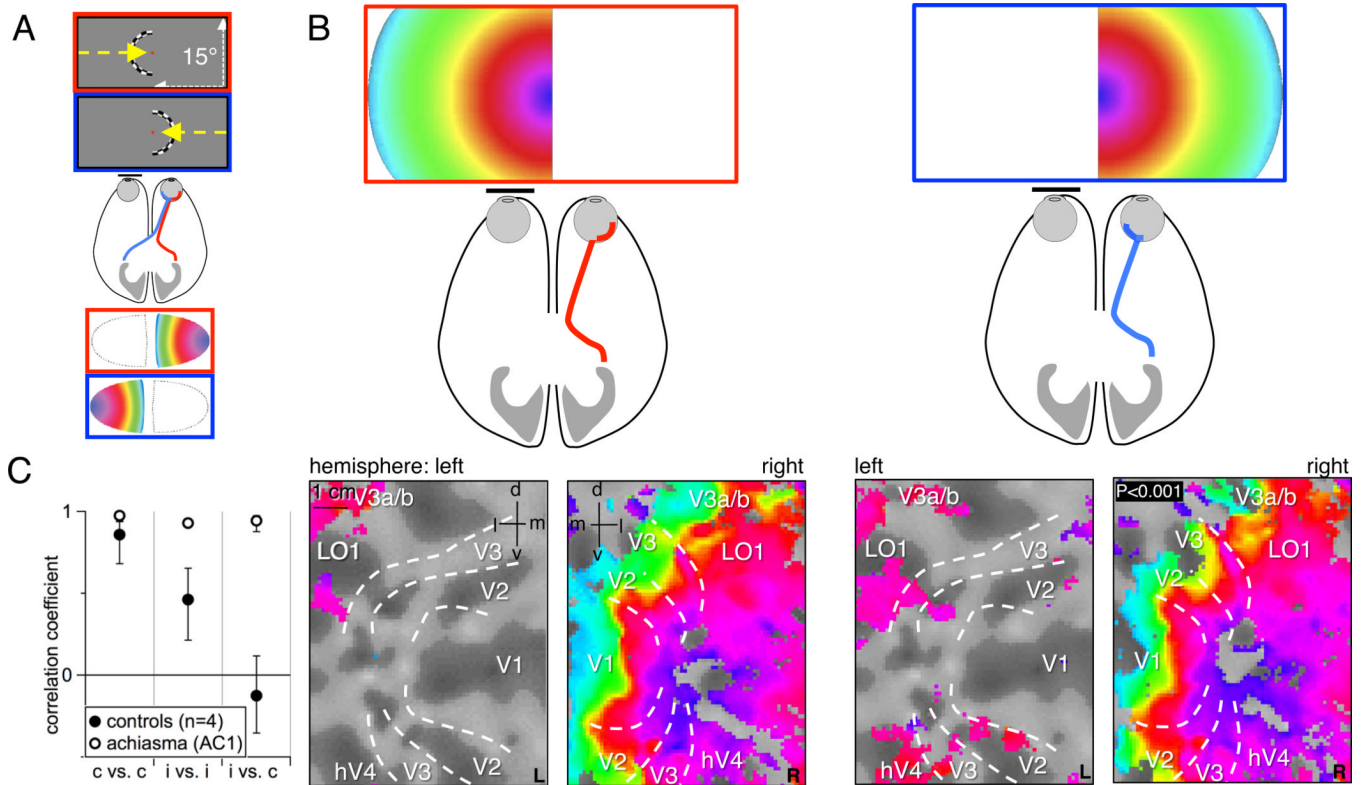 A
15°
B
C
correlation coefficient
1
0
controls (n=4)
achiasma (AC1)
c vs. c
i vs. i
i vs. c
hemisphere: left
right
1 cm
V3a/b
d
m
v
LO1
V3
V2
V1
V2
V3
hV4
L
d
m
v
V3a/b
V3
LO1
V2
V1
V2
V3
hV4
R
left
right
V3a/b
LO1
V3
V2
V1
hV4
V3
V2
L
P<0.001
V3a/b
V3
LO1
V2
V1
V2
V3
hV4
R